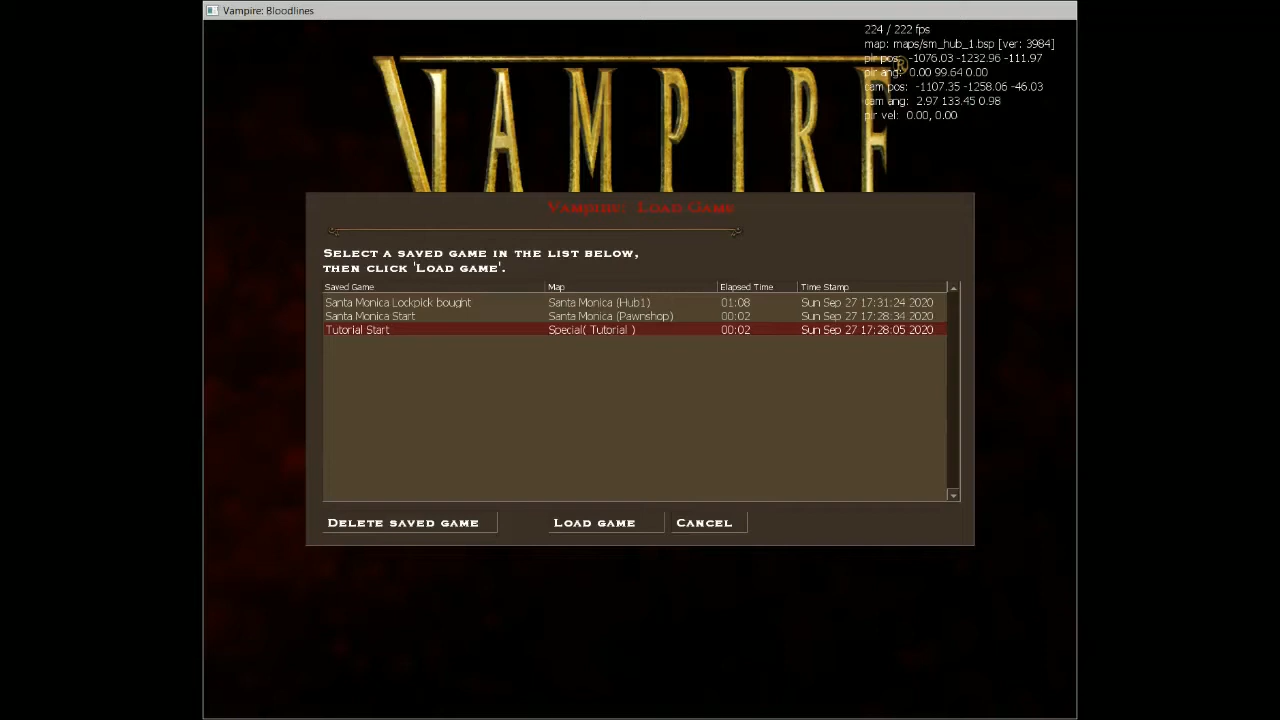 Vampire: Bloodlines
224 / 222 fps
map: maps/sm_hub_1.bsp [ver: 3984]
plr pos: -1076.03 -1232.96 -111.97
plr ang: 0.00 99.64 0.00
cam pos: -1107.35 -1258.06 -46.03
cam ang: 2.97 133.45 0.98
plr vel: 0.00, 0.00
VAMPIRE®
Vampire: Load Game
Select a saved game in the list below,
then click 'Load game'.
Saved Game Map Elapsed Time Time Stamp
Santa Monica Lockpick bought Santa Monica (Hub1) 01:08 Sun Sep 27 17:31:24 2020
Santa Monica Start Santa Monica (Pawnshop) 00:02 Sun Sep 27 17:28:34 2020
Tutorial Start Special( Tutorial ) 00:02 Sun Sep 27 17:28:05 2020
Delete saved game Load game Cancel